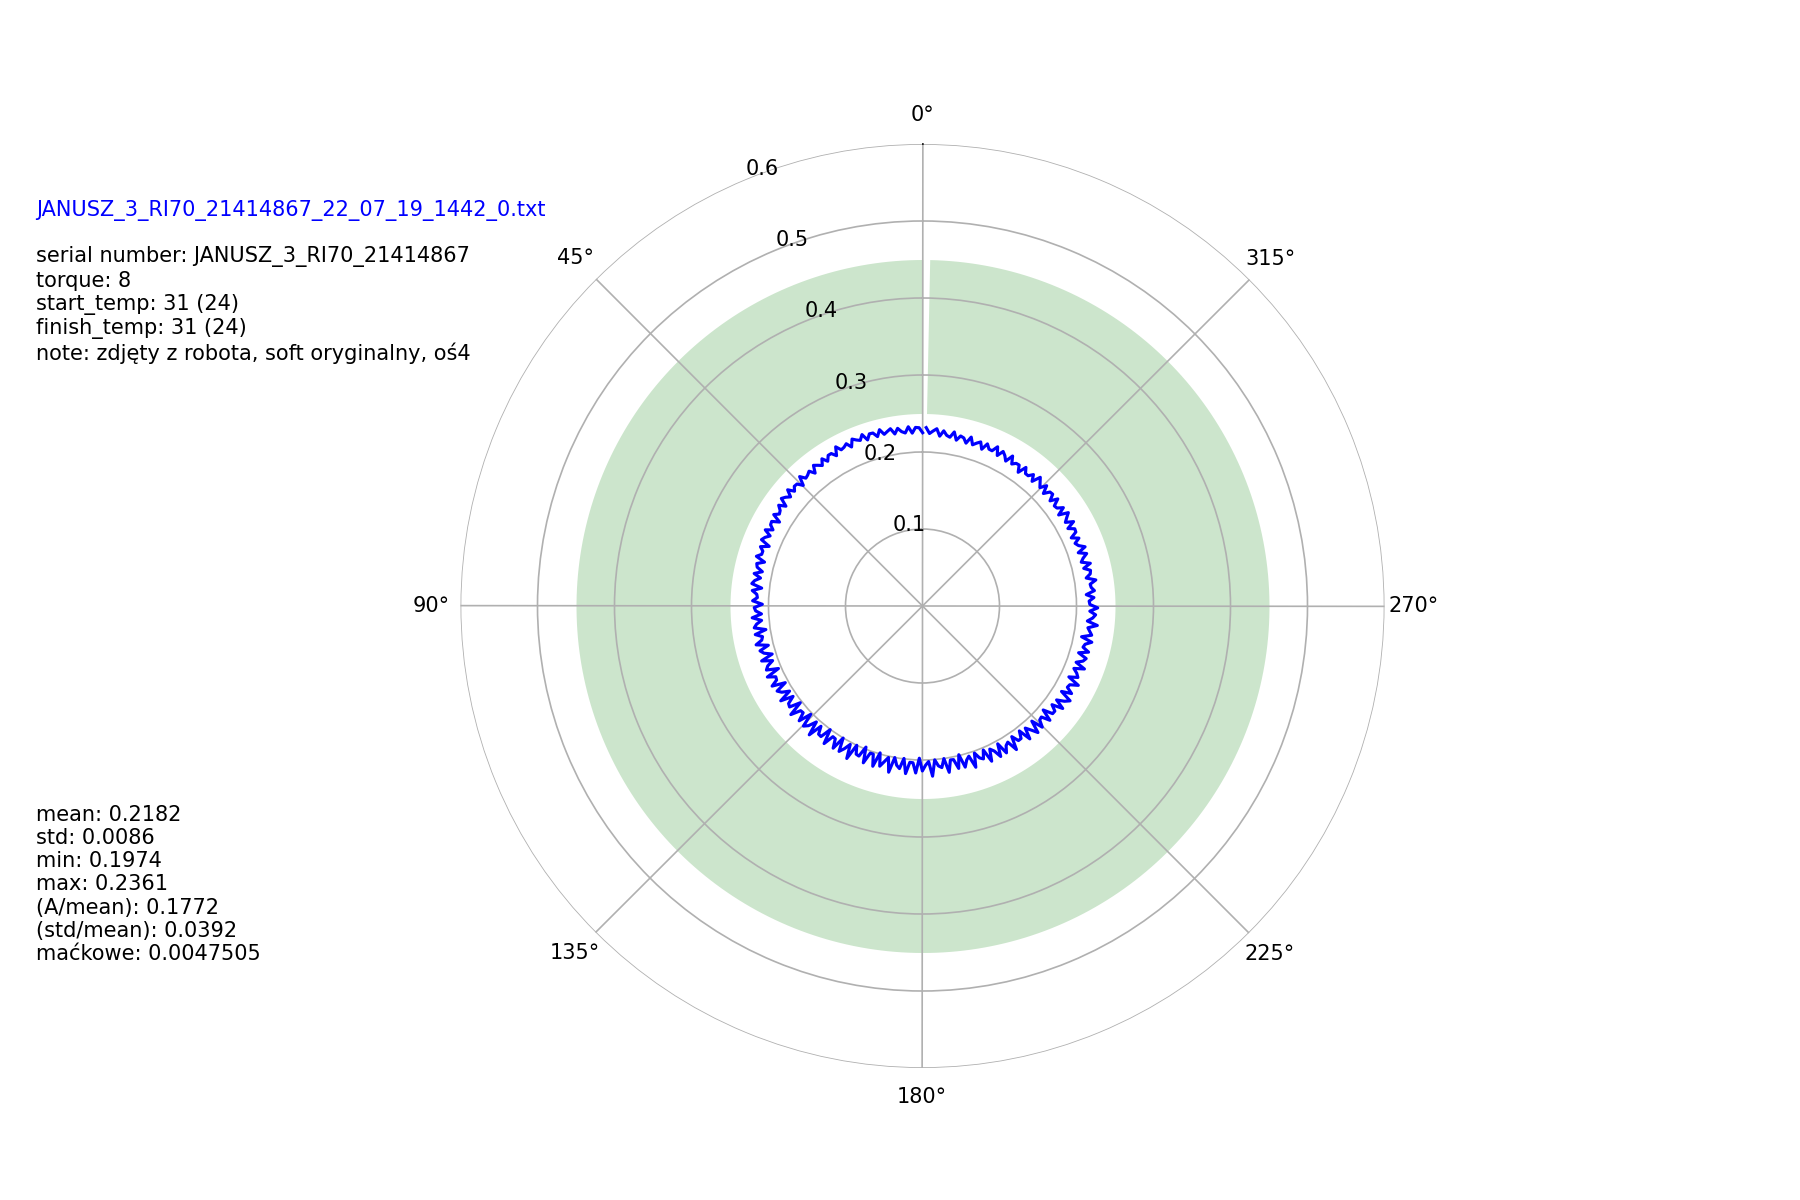 JANUSZ_3_RI70_21414867_22_07_19_1442_0.txt
serial number: JANUSZ_3_RI70_21414867
torque: 8
start_temp: 31 (24)
finish_temp: 31 (24)
note: zdjęty z robota, soft oryginalny, oś4
0°
0.6
0.5
45°
315°
0.4
0.3
0.2
0.1
90°
270°
135°
225°
180°
mean: 0.2182
std: 0.0086
min: 0.1974
max: 0.2361
(A/mean): 0.1772
(std/mean): 0.0392
maćkowe: 0.0047505